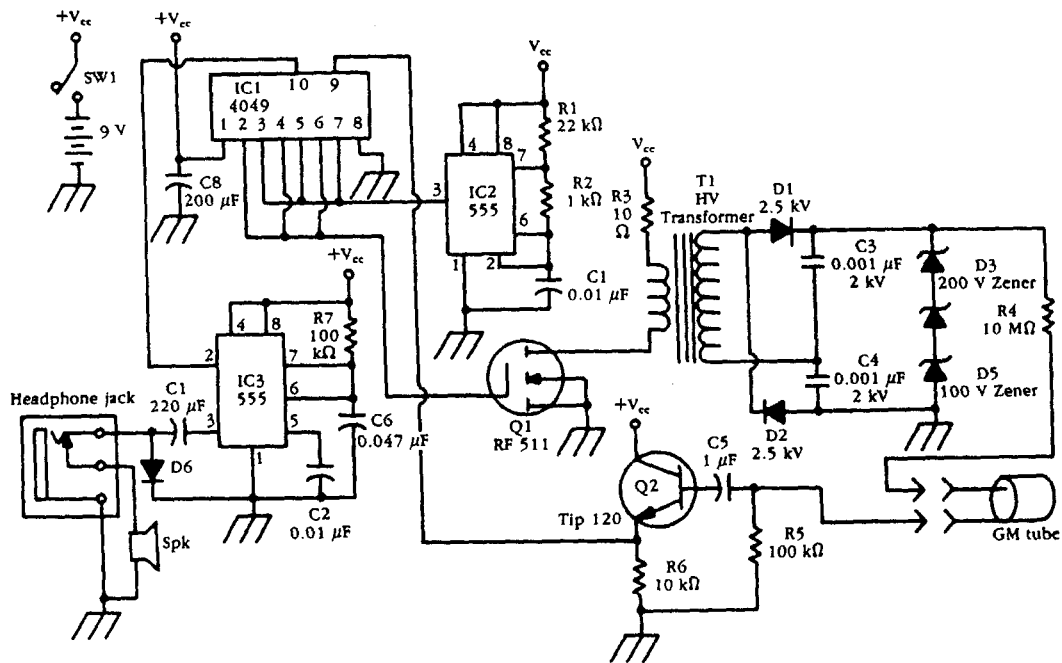 +Vcc
SW1
9 V
+Vcc
C8
200 µF
IC1
4049
10 9
1 2 3 4 5 6 7 8
Vcc
R1
22 kΩ
4 8
7
3
IC2
555
R2
1 kΩ
6
1 2
C1
0.01 µF
Vcc
R3
10
Ω
T1
HV
Transformer
D1
2.5 kV
C3
0.001 µF
2 kV
D3
200 V Zener
R4
10 MΩ
C4
0.001 µF
2 kV
D5
100 V Zener
D2
2.5 kV
Q1
RF 511
+Vcc
R7
100
kΩ
4 8
2
7
IC3
555
6
3
5
1
C6
0.047 µF
C1
220 µF
Headphone jack
D6
C2
0.01 µF
Spk
+Vcc
Q2
Tip 120
C5
1 µF
R5
100 kΩ
R6
10 kΩ
GM tube